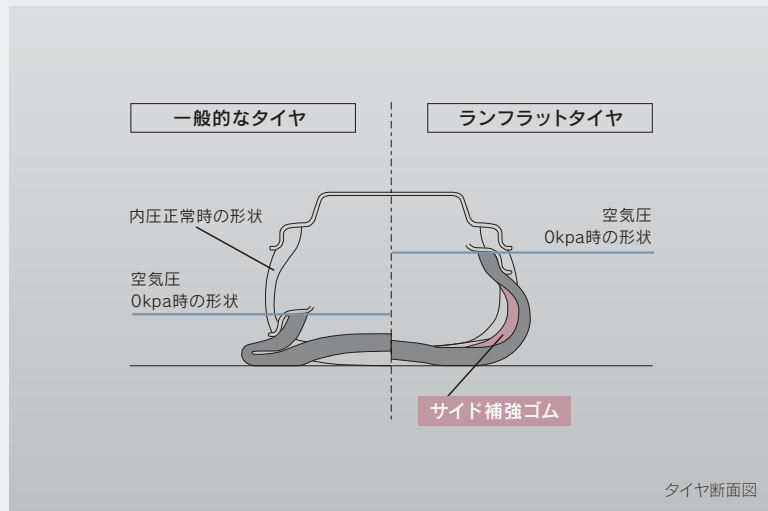 一般的なタイヤ
ランフラットタイヤ
内圧正常時の形状
空気圧
0kpa時の形状
空気圧
0kpa時の形状
サイド補強ゴム
タイヤ断面図